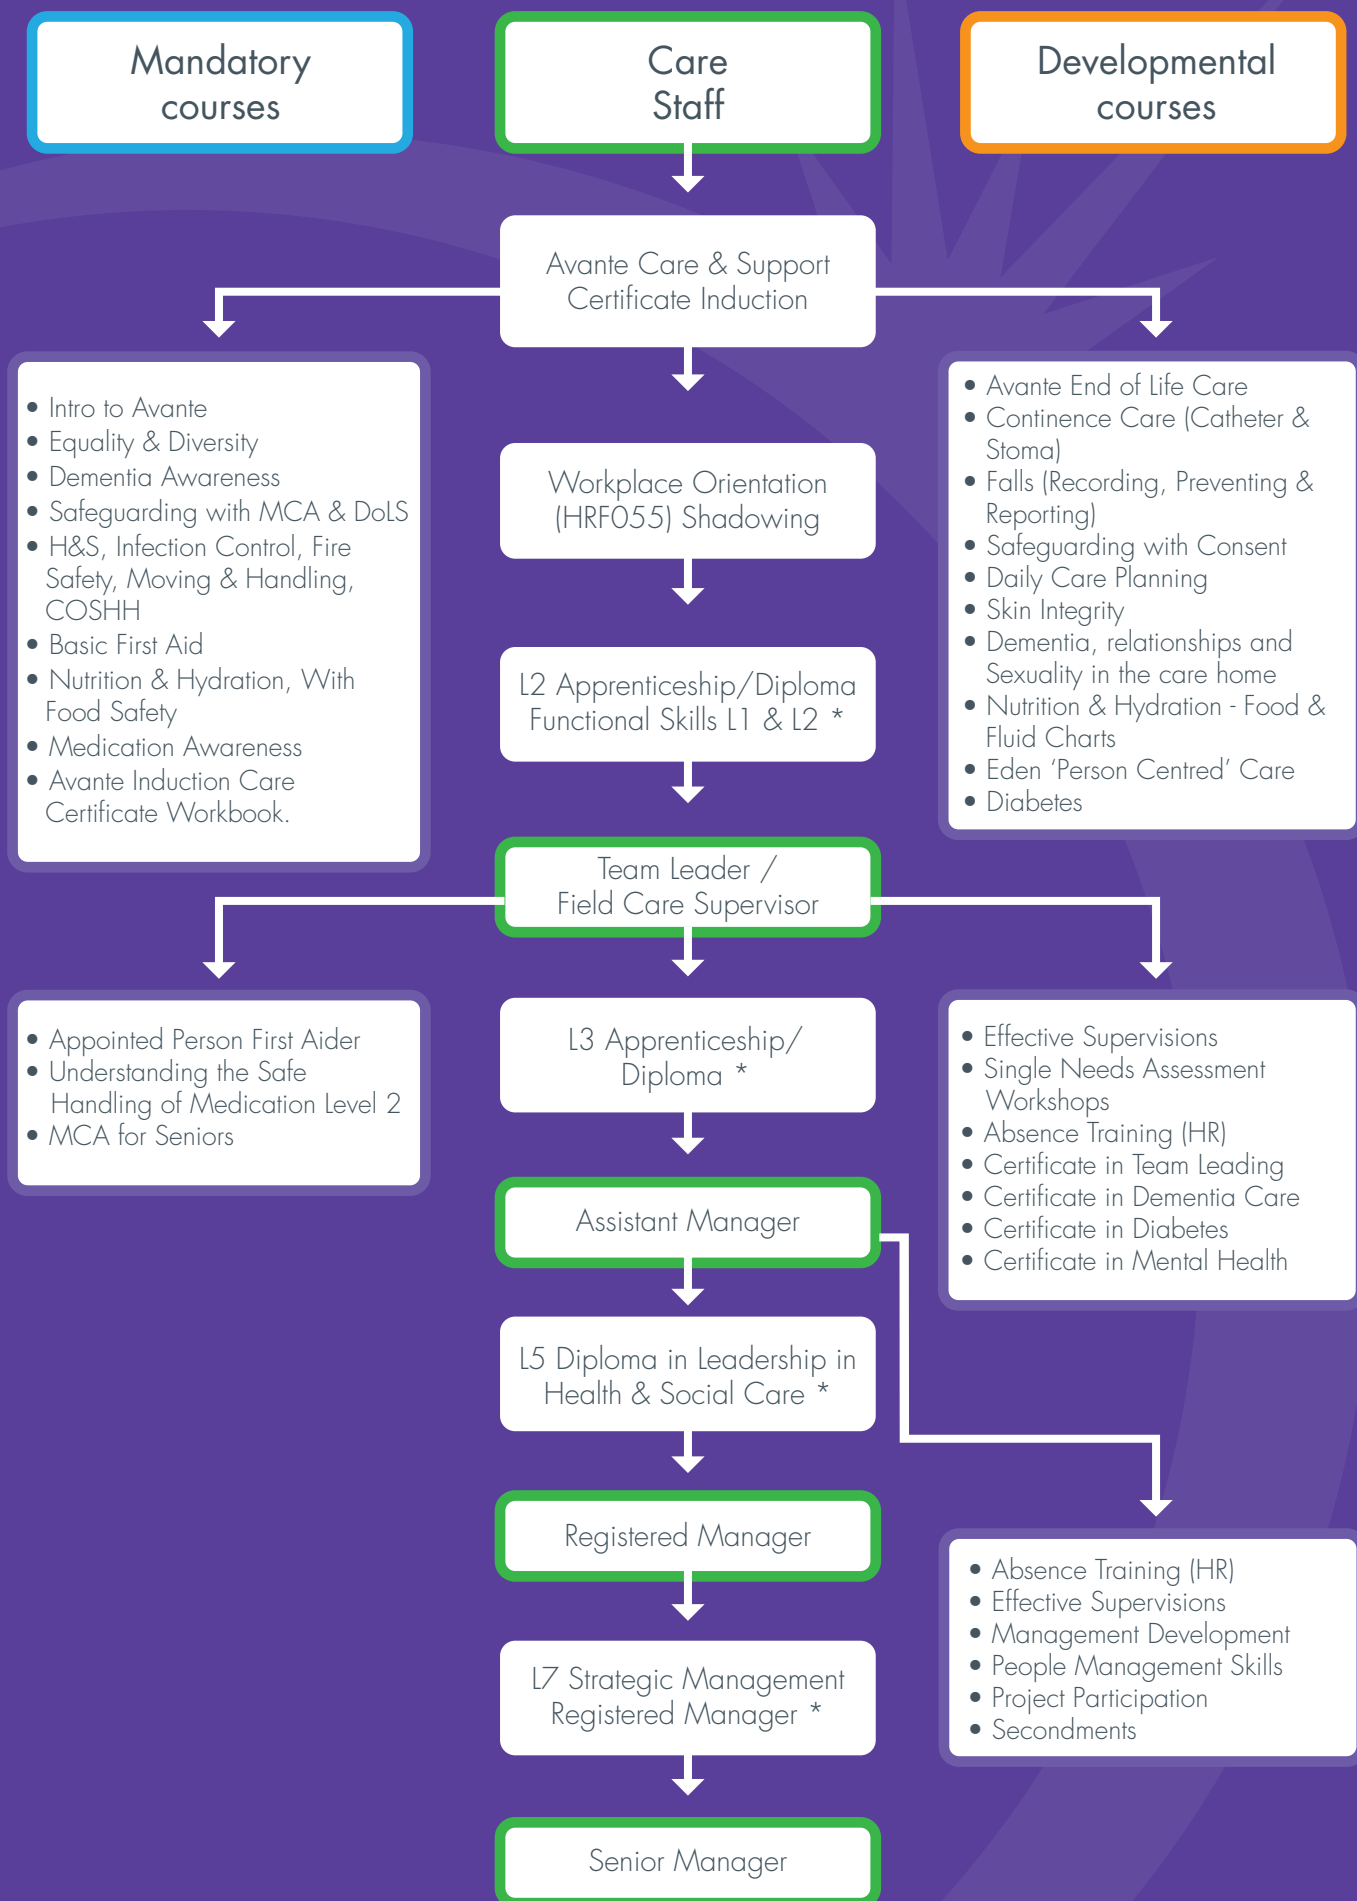 Mandatory
courses
Care
Staff
Developmental
courses
Avante Care & Support
Certificate Induction
• Intro to Avante
• Equality & Diversity
• Dementia Awareness
• Safeguarding with MCA & DoLS
• H&S, Infection Control, Fire
Safety, Moving & Handling,
COSHH
• Basic First Aid
• Nutrition & Hydration, With
Food Safety
• Medication Awareness
• Avante Induction Care
Certificate Workbook.
Workplace Orientation
(HRF055) Shadowing
L2 Apprenticeship/Diploma
Functional Skills L1 & L2 *
• Avante End of Life Care
• Continence Care (Catheter &
Stoma)
• Falls (Recording, Preventing &
Reporting)
• Safeguarding with Consent
• Daily Care Planning
• Skin Integrity
• Dementia, relationships and
Sexuality in the care home
• Nutrition & Hydration - Food &
Fluid Charts
• Eden ‘Person Centred’ Care
• Diabetes
Team Leader /
Field Care Supervisor
• Appointed Person First Aider
• Understanding the Safe
Handling of Medication Level 2
• MCA for Seniors
L3 Apprenticeship/
Diploma *
• Effective Supervisions
• Single Needs Assessment
Workshops
• Absence Training (HR)
• Certificate in Team Leading
• Certificate in Dementia Care
• Certificate in Diabetes
• Certificate in Mental Health
Assistant Manager
L5 Diploma in Leadership in
Health & Social Care *
Registered Manager
• Absence Training (HR)
• Effective Supervisions
• Management Development
• People Management Skills
• Project Participation
• Secondments
L7 Strategic Management
Registered Manager *
Senior Manager